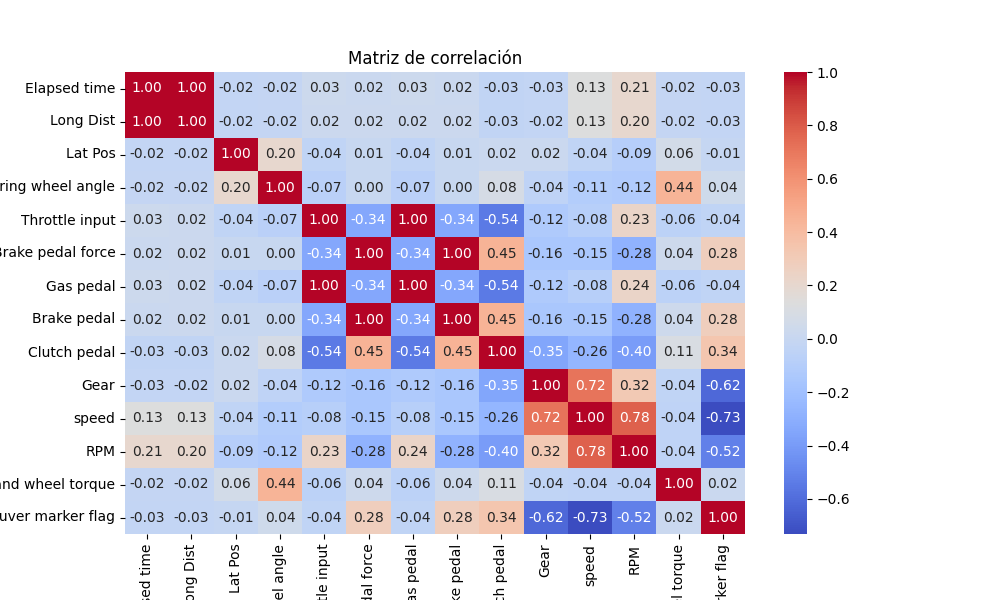 Matriz de correlación
Elapsed time 1.00 1.00 -0.02 -0.02 0.03 0.02 0.03 0.02 -0.03 -0.03 0.13 0.21 -0.02 -0.03
Long Dist 1.00 1.00 -0.02 -0.02 0.02 0.02 0.02 0.02 -0.03 -0.02 0.13 0.20 -0.02 -0.03
Lat Pos -0.02 -0.02 1.00 0.20 -0.04 0.01 -0.04 0.01 0.02 0.02 -0.04 -0.09 0.06 -0.01
ring wheel angle -0.02 -0.02 0.20 1.00 -0.07 0.00 -0.07 0.00 0.08 -0.04 -0.11 -0.12 0.44 0.04
Throttle input 0.03 0.02 -0.04 -0.07 1.00 -0.34 1.00 -0.34 -0.54 -0.12 -0.08 0.23 -0.06 -0.04
Brake pedal force 0.02 0.02 0.01 0.00 -0.34 1.00 -0.34 1.00 0.45 -0.16 -0.15 -0.28 0.04 0.28
Gas pedal 0.03 0.02 -0.04 -0.07 1.00 -0.34 1.00 -0.34 -0.54 -0.12 -0.08 0.24 -0.06 -0.04
Brake pedal 0.02 0.02 0.01 0.00 -0.34 1.00 -0.34 1.00 0.45 -0.16 -0.15 -0.28 0.04 0.28
Clutch pedal -0.03 -0.03 0.02 0.08 -0.54 0.45 -0.54 0.45 1.00 -0.35 -0.26 -0.40 0.11 0.34
Gear -0.03 -0.02 0.02 -0.04 -0.12 -0.16 -0.12 -0.16 -0.35 1.00 0.72 0.32 -0.04 -0.62
speed 0.13 0.13 -0.04 -0.11 -0.08 -0.15 -0.08 -0.15 -0.26 0.72 1.00 0.78 -0.04 -0.73
RPM 0.21 0.20 -0.09 -0.12 0.23 -0.28 0.24 -0.28 -0.40 0.32 0.78 1.00 -0.04 -0.52
and wheel torque -0.02 -0.02 0.06 0.44 -0.06 0.04 -0.06 0.04 0.11 -0.04 -0.04 -0.04 1.00 0.02
uver marker flag -0.03 -0.03 -0.01 0.04 -0.04 0.28 -0.04 0.28 0.34 -0.62 -0.73 -0.52 0.02 1.00
sed time
ong Dist
Lat Pos
el angle
tle input
dal force
as pedal
ke pedal
ch pedal
Gear
speed
RPM
l torque
rker flag
1.0
0.8
0.6
0.4
0.2
0.0
−0.2
−0.4
−0.6